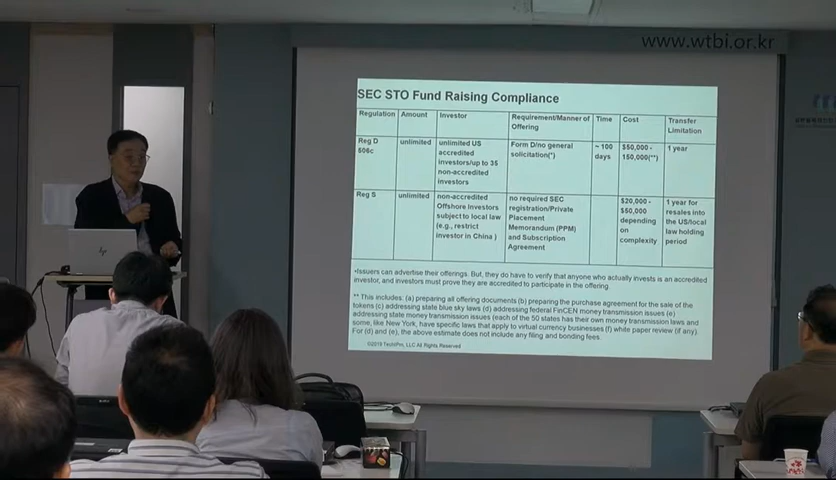 www.wtbi.or.kr
SEC STO Fund Raising Compliance
Regulation Amount Investor Requirement/Manner of Offering Time Cost Transfer Limitation
Reg D 506c unlimited unlimited US accredited investors/up to 35 non-accredited investors Form D/no general solicitation(*) ~ 100 days $50,000 - 150,000(**) 1 year
Reg S unlimited non-accredited Offshore Investors subject to local law (e.g., restrict investor in China ) no required SEC registration/Private Placement Memorandum (PPM) and Subscription Agreement $20,000 - $50,000 depending on complexity 1 year for resales into the US/local law holding period
•Issuers can advertise their offerings. But, they do have to verify that anyone who actually invests is an accredited
investor, and investors must prove they are accredited to participate in the offering.
** This includes: (a) preparing all offering documents (b) preparing the purchase agreement for the sale of the
tokens (c) addressing state blue sky laws (d) addressing federal FinCEN money transmission issues (e)
addressing state money transmission issues (each of the 50 states has their own money transmission laws and
some, like New York, have specific laws that apply to virtual currency businesses (f) white paper review (if any).
For (d) and (e), the above estimate does not include any filing and bonding fees.
All Rights Reserved
hp